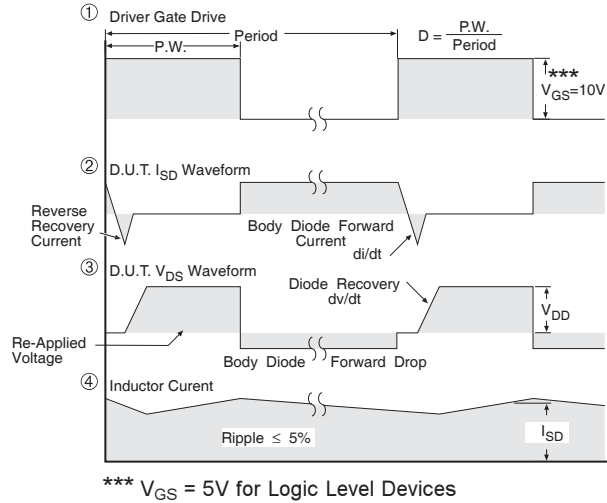 ① Driver Gate Drive
P.W.
Period
D = P.W.
Period
***
VGS=10V
② D.U.T. ISD Waveform
Reverse
Recovery
Current
Body Diode Forward
Current
di/dt
③ D.U.T. VDS Waveform
Diode Recovery
dv/dt
VDD
Re-Applied
Voltage
Body Diode Forward Drop
④ Inductor Curent
Ripple ≤ 5%
ISD
*** VGS = 5V for Logic Level Devices